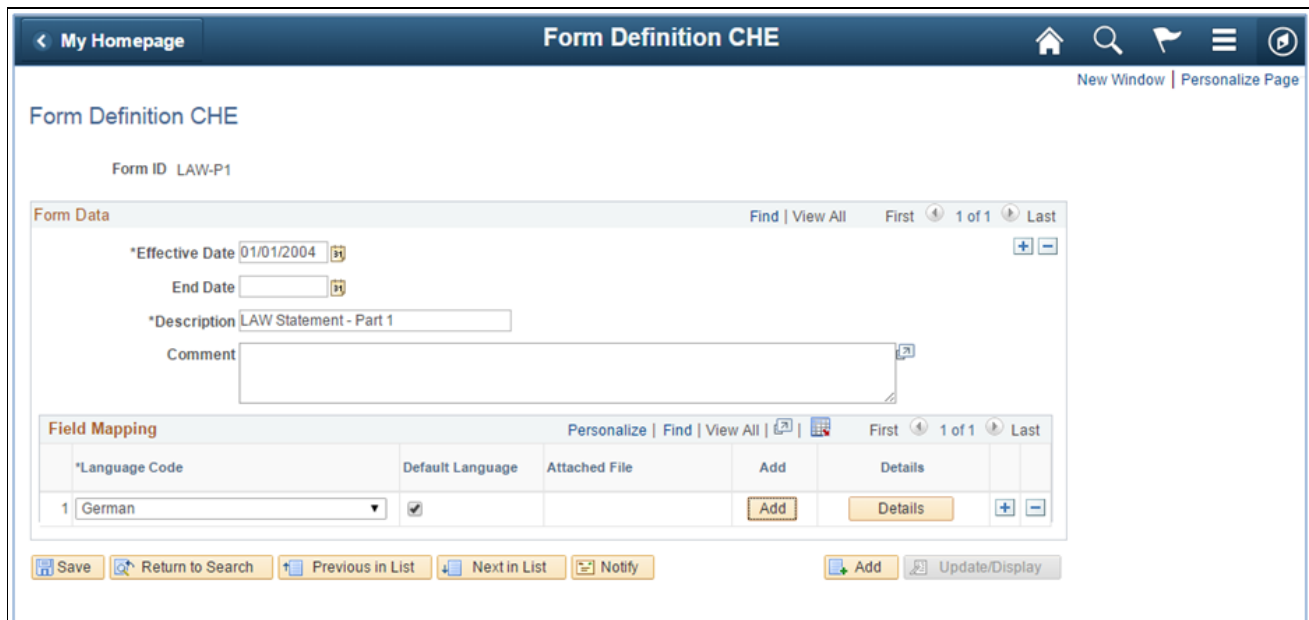 My Homepage
Form Definition CHE
New Window | Personalize Page
Form Definition CHE
Form ID LAW-P1
Form Data Find | View All First 1 of 1 Last
*Effective Date 01/01/2004 31
End Date 31
*Description LAW Statement - Part 1
Comment
Field Mapping Personalize | Find | View All | | First 1 of 1 Last
*Language Code Default Language Attached File Add Details
1 German Add Details
Save Return to Search Previous in List Next in List Notify Add Update/Display